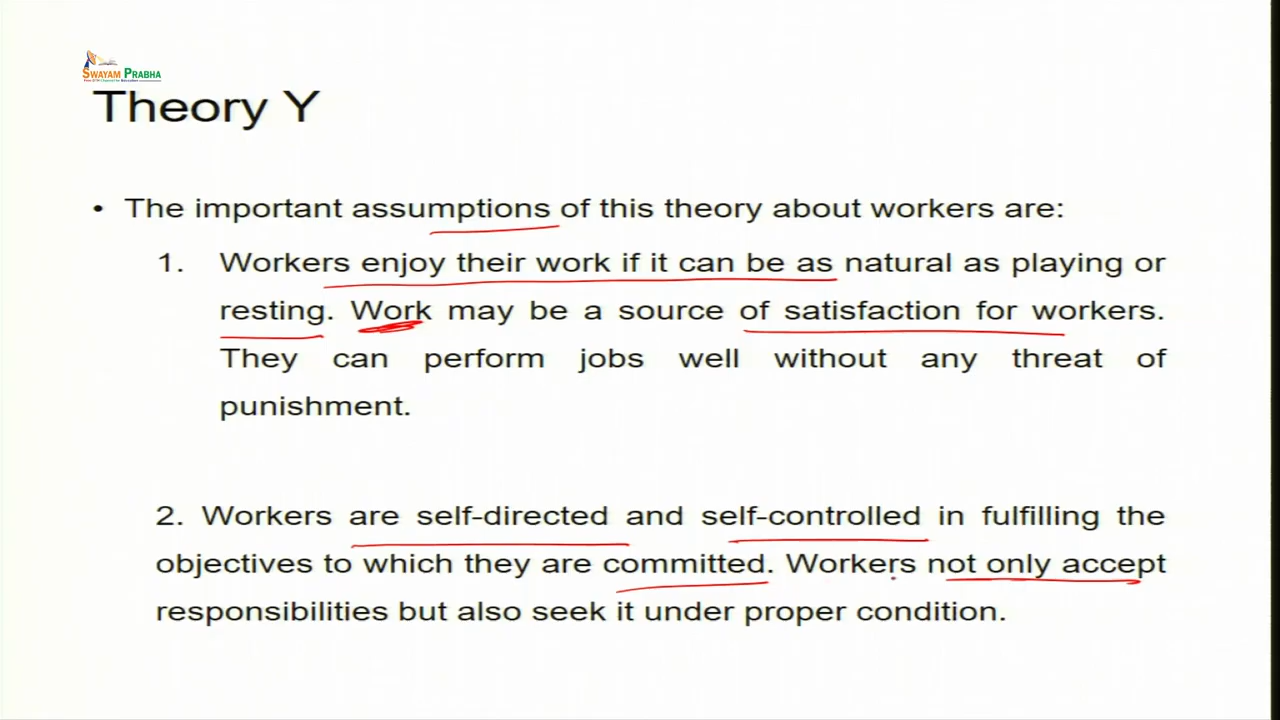 SWAYAM PRABHA
Theory Y
• The important assumptions of this theory about workers are:
1. Workers enjoy their work if it can be as natural as playing or
resting. Work may be a source of satisfaction for workers.
They can perform jobs well without any threat of
punishment.
2. Workers are self-directed and self-controlled in fulfilling the
objectives to which they are committed. Workers not only accept
responsibilities but also seek it under proper condition.